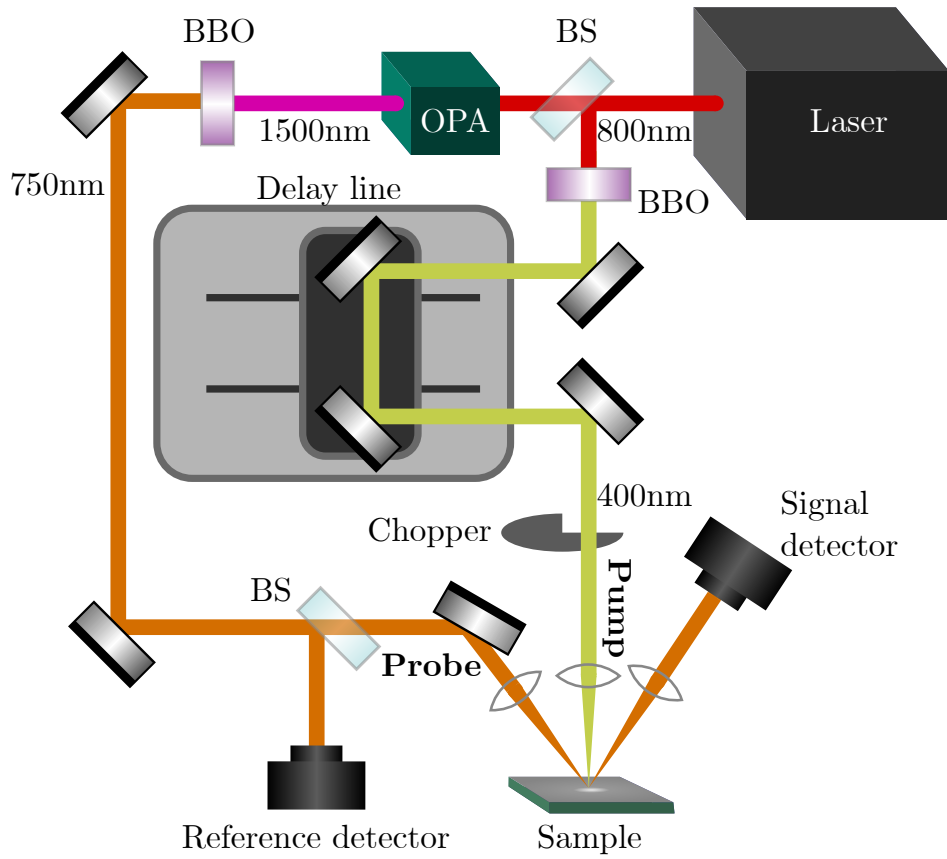 BBO
BS
OPA
Laser
1500nm
800nm
750nm
Delay line
BBO
400nm
Signal
detector
Chopper
Pump
BS
Probe
Reference detector
Sample